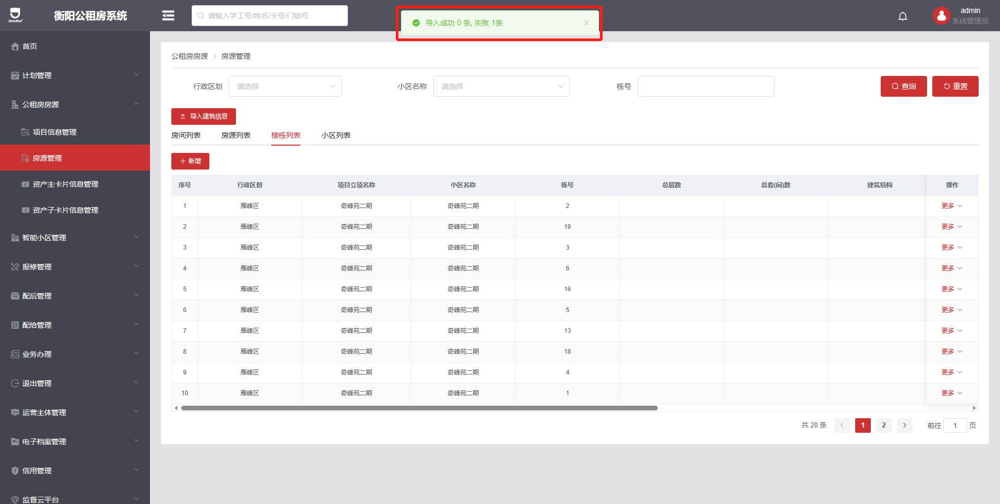 衡阳公租房系统
请输入学工号/姓名/卡号/门锁号
导入成功 0 条, 失败 1条
admin
系统管理员
首页
计划管理
公租房房源
项目信息管理
房源管理
资产主卡片信息管理
资产子卡片信息管理
智能小区管理
报修管理
配后管理
配给管理
业务办理
退出管理
运营主体管理
电子档案管理
信用管理
监督云平台
公租房房源 > 房源管理
行政区划 请选择 小区名称 请选择 栋号 查询 重置
导入建筑信息
房间列表 房源列表 楼栋列表 小区列表
新增
序号 行政区划 项目立项名称 小区名称 栋号 总层数 总套(间)数 建筑结构 操作
1 雁峰区 奇峰苑二期 奇峰苑二期 2 更多
2 雁峰区 奇峰苑二期 奇峰苑二期 19 更多
3 雁峰区 奇峰苑二期 奇峰苑二期 3 更多
4 雁峰区 奇峰苑二期 奇峰苑二期 6 更多
5 雁峰区 奇峰苑二期 奇峰苑二期 16 更多
6 雁峰区 奇峰苑二期 奇峰苑二期 5 更多
7 雁峰区 奇峰苑二期 奇峰苑二期 13 更多
8 雁峰区 奇峰苑二期 奇峰苑二期 18 更多
9 雁峰区 奇峰苑二期 奇峰苑二期 4 更多
10 雁峰区 奇峰苑二期 奇峰苑二期 1 更多
共 20 条 < 1 2 > 前往 1 页